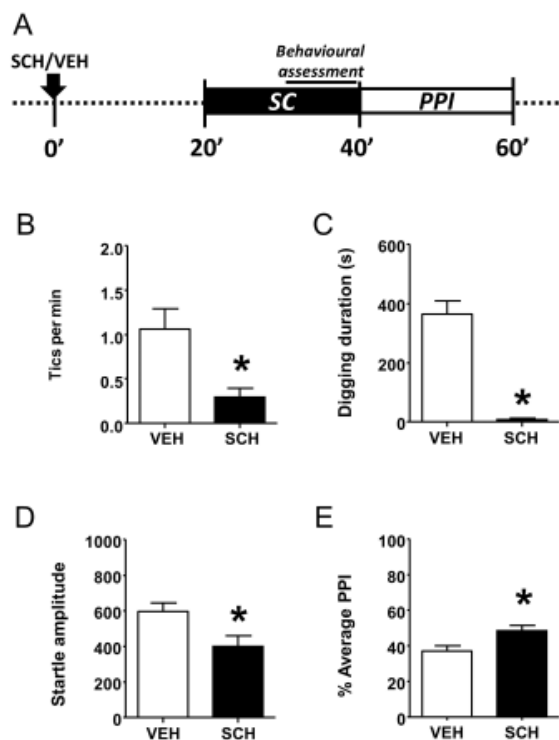 A
SCH/VEH
Behavioural
assessment
SC
PPI
0'
20'
40'
60'
B
Tics per min
2.0
1.5
1.0
0.5
0.0
*
VEH
SCH
C
Digging duration (s)
600
400
200
0
*
VEH
SCH
D
Startle amplitude
1000
800
600
400
200
0
*
VEH
SCH
E
% Average PPI
100
80
60
40
20
0
*
VEH
SCH